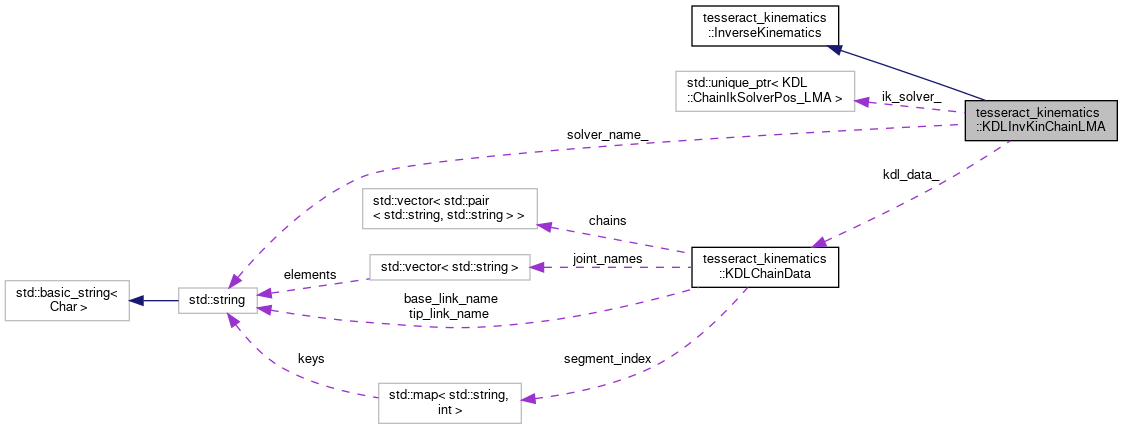 tesseract_kinematics
::InverseKinematics
std::unique_ptr< KDL
::ChainIkSolverPos_LMA >
ik_solver_
tesseract_kinematics
::KDLInvKinChainLMA
solver_name_
kdl_data_
std::vector< std::pair
< std::string, std::string > >
chains
std::vector< std::string >
joint_names
tesseract_kinematics
::KDLChainData
elements
std::basic_string<
Char >
std::string
base_link_name
tip_link_name
keys
segment_index
std::map< std::string,
int >